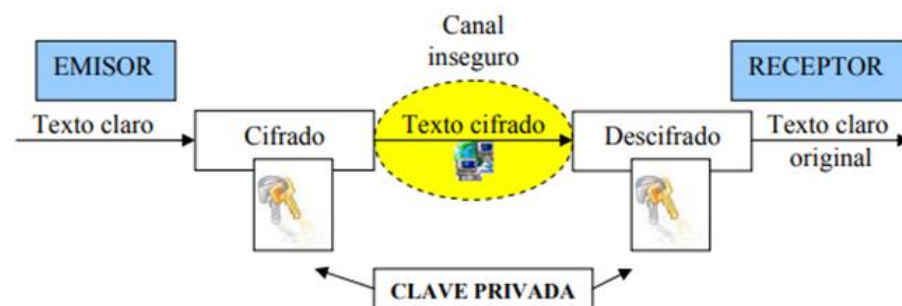 Canal
inseguro
EMISOR
RECEPTOR
Texto claro
Cifrado
Texto cifrado
Descifrado
Texto claro
original
CLAVE PRIVADA